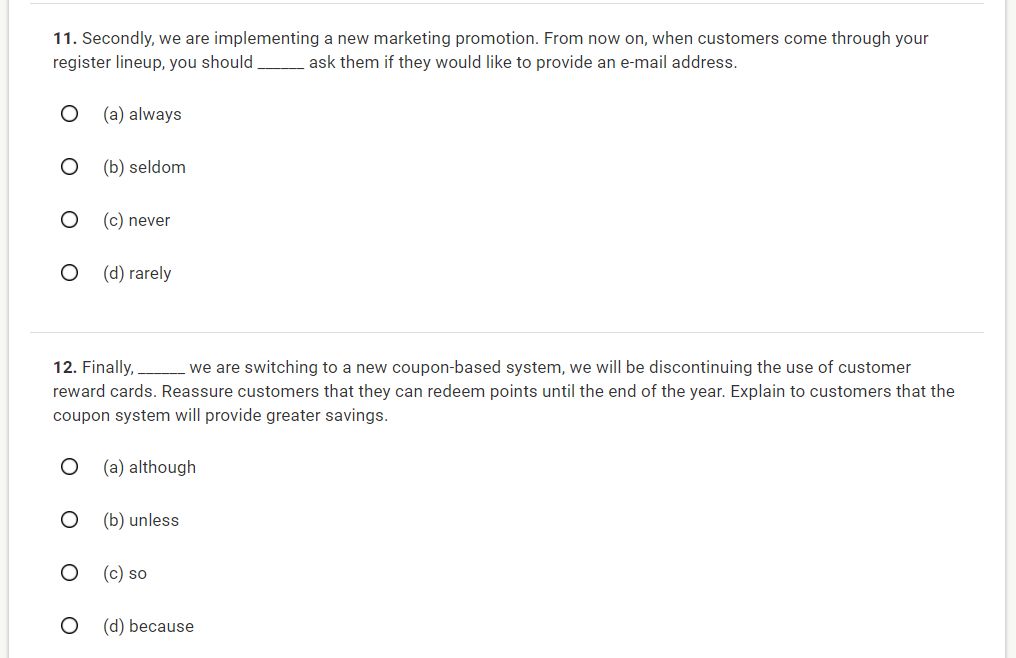 11. Secondly, we are implementing a new marketing promotion. From now on, when customers come through your
register lineup, you should ______ ask them if they would like to provide an e-mail address.
(a) always
(b) seldom
(c) never
(d) rarely
12. Finally, ______ we are switching to a new coupon-based system, we will be discontinuing the use of customer
reward cards. Reassure customers that they can redeem points until the end of the year. Explain to customers that the
coupon system will provide greater savings.
(a) although
(b) unless
(c) so
(d) because